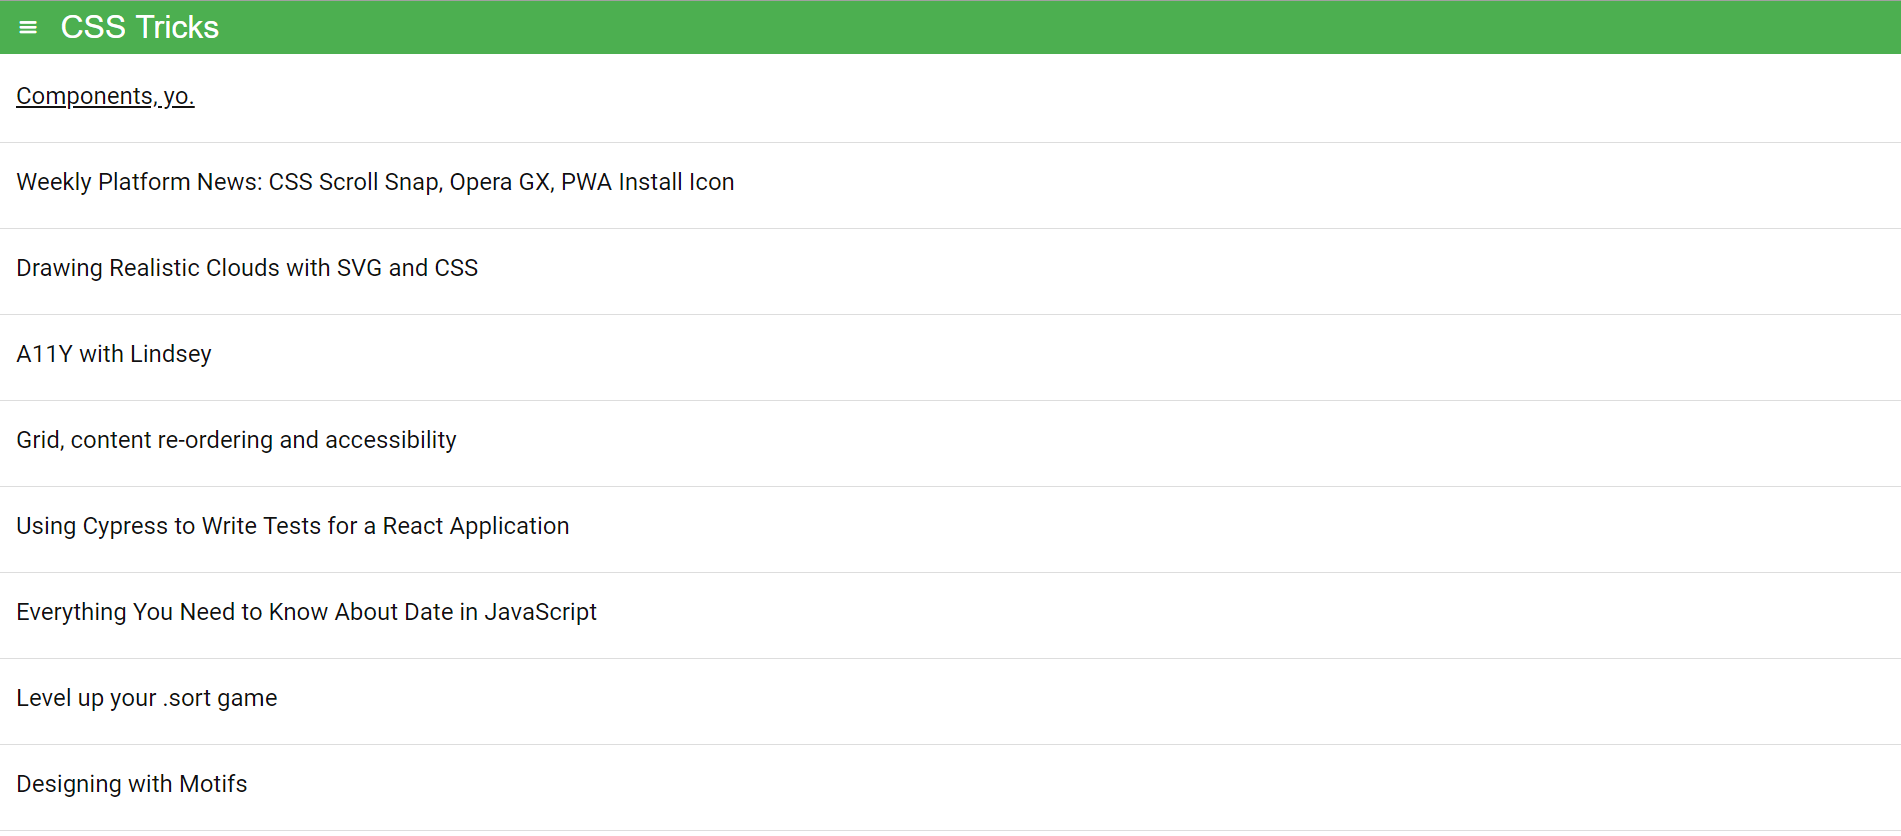 CSS Tricks
Components, yo.
Weekly Platform News: CSS Scroll Snap, Opera GX, PWA Install Icon
Drawing Realistic Clouds with SVG and CSS
A11Y with Lindsey
Grid, content re-ordering and accessibility
Using Cypress to Write Tests for a React Application
Everything You Need to Know About Date in JavaScript
Level up your .sort game
Designing with Motifs